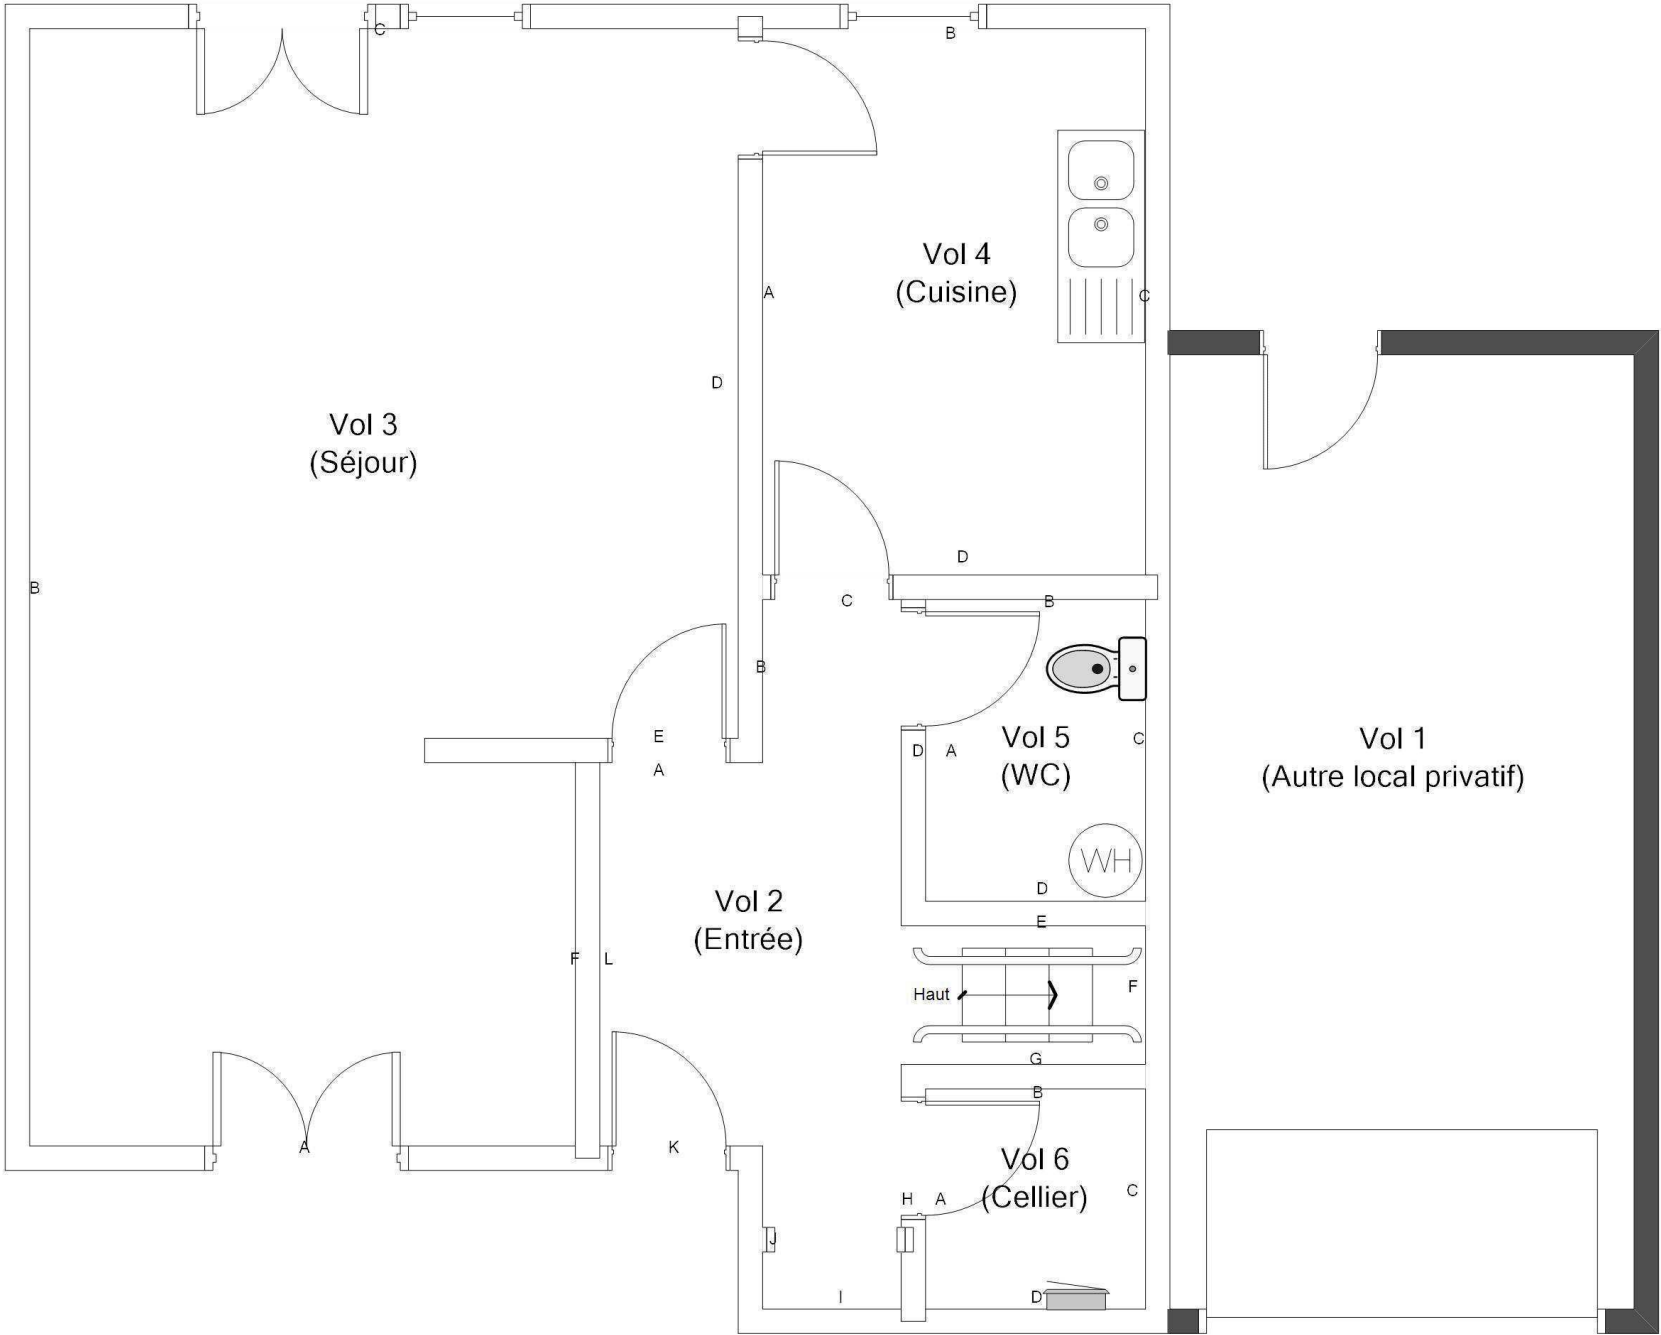 C
B
Vol 4
(Cuisine)
A
C
D
Vol 3
(Séjour)
D
B
C
B
B
E
A
D
A
Vol 5
(WC)
C
Vol 1
(Autre local privatif)
WH
D
E
Vol 2
(Entrée)
F
L
Haut
F
G
B
A
K
Vol 6
(Cellier)
H
A
C
J
I
D